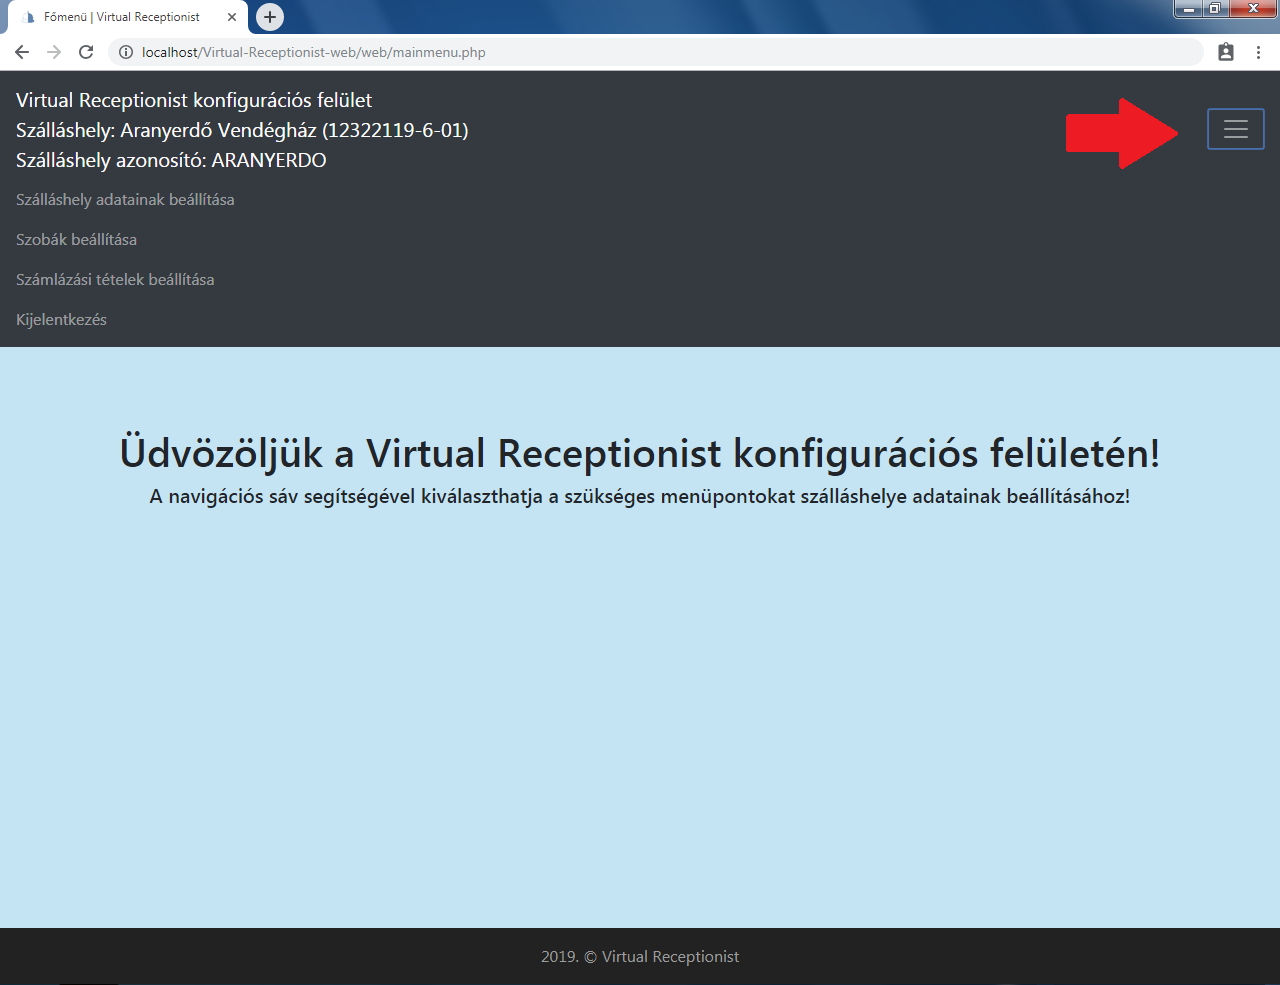 Főmenü | Virtual Receptionist
localhost/Virtual-Receptionist-web/web/mainmenu.php
Virtual Receptionist konfigurációs felület
Szálláshely: Aranyerdő Vendégház (12322119-6-01)
Szálláshely azonosító: ARANYERDO
Szálláshely adatainak beállítása
Szobák beállítása
Számlázási tételek beállítása
Kijelentkezés
Üdvözöljük a Virtual Receptionist konfigurációs felületén!
A navigációs sáv segítségével kiválaszthatja a szükséges menüpontokat szálláshelye adatainak beállításához!
2019. © Virtual Receptionist